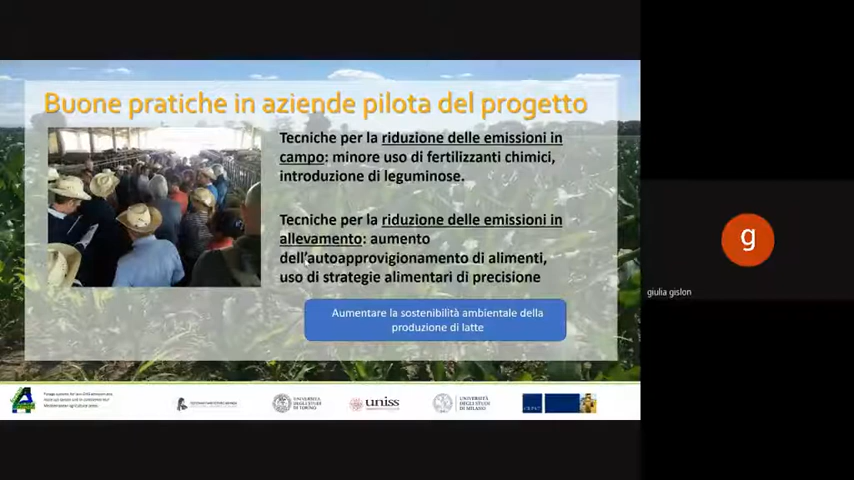 Buone pratiche in aziende pilota del progetto
Tecniche per la riduzione delle emissioni in
campo: minore uso di fertilizzanti chimici,
introduzione di leguminose.
Tecniche per la riduzione delle emissioni in
allevamento: aumento
dell'autoapprovigionamento di alimenti,
uso di strategie alimentari di precisione
Aumentare la sostenibilità ambientale della
produzione di latte
g
giulia gislon
UNIVERSITÀ
DI TORINO
uniss
UNIVERSITÀ
DEGLI STUDI
DI MILANO